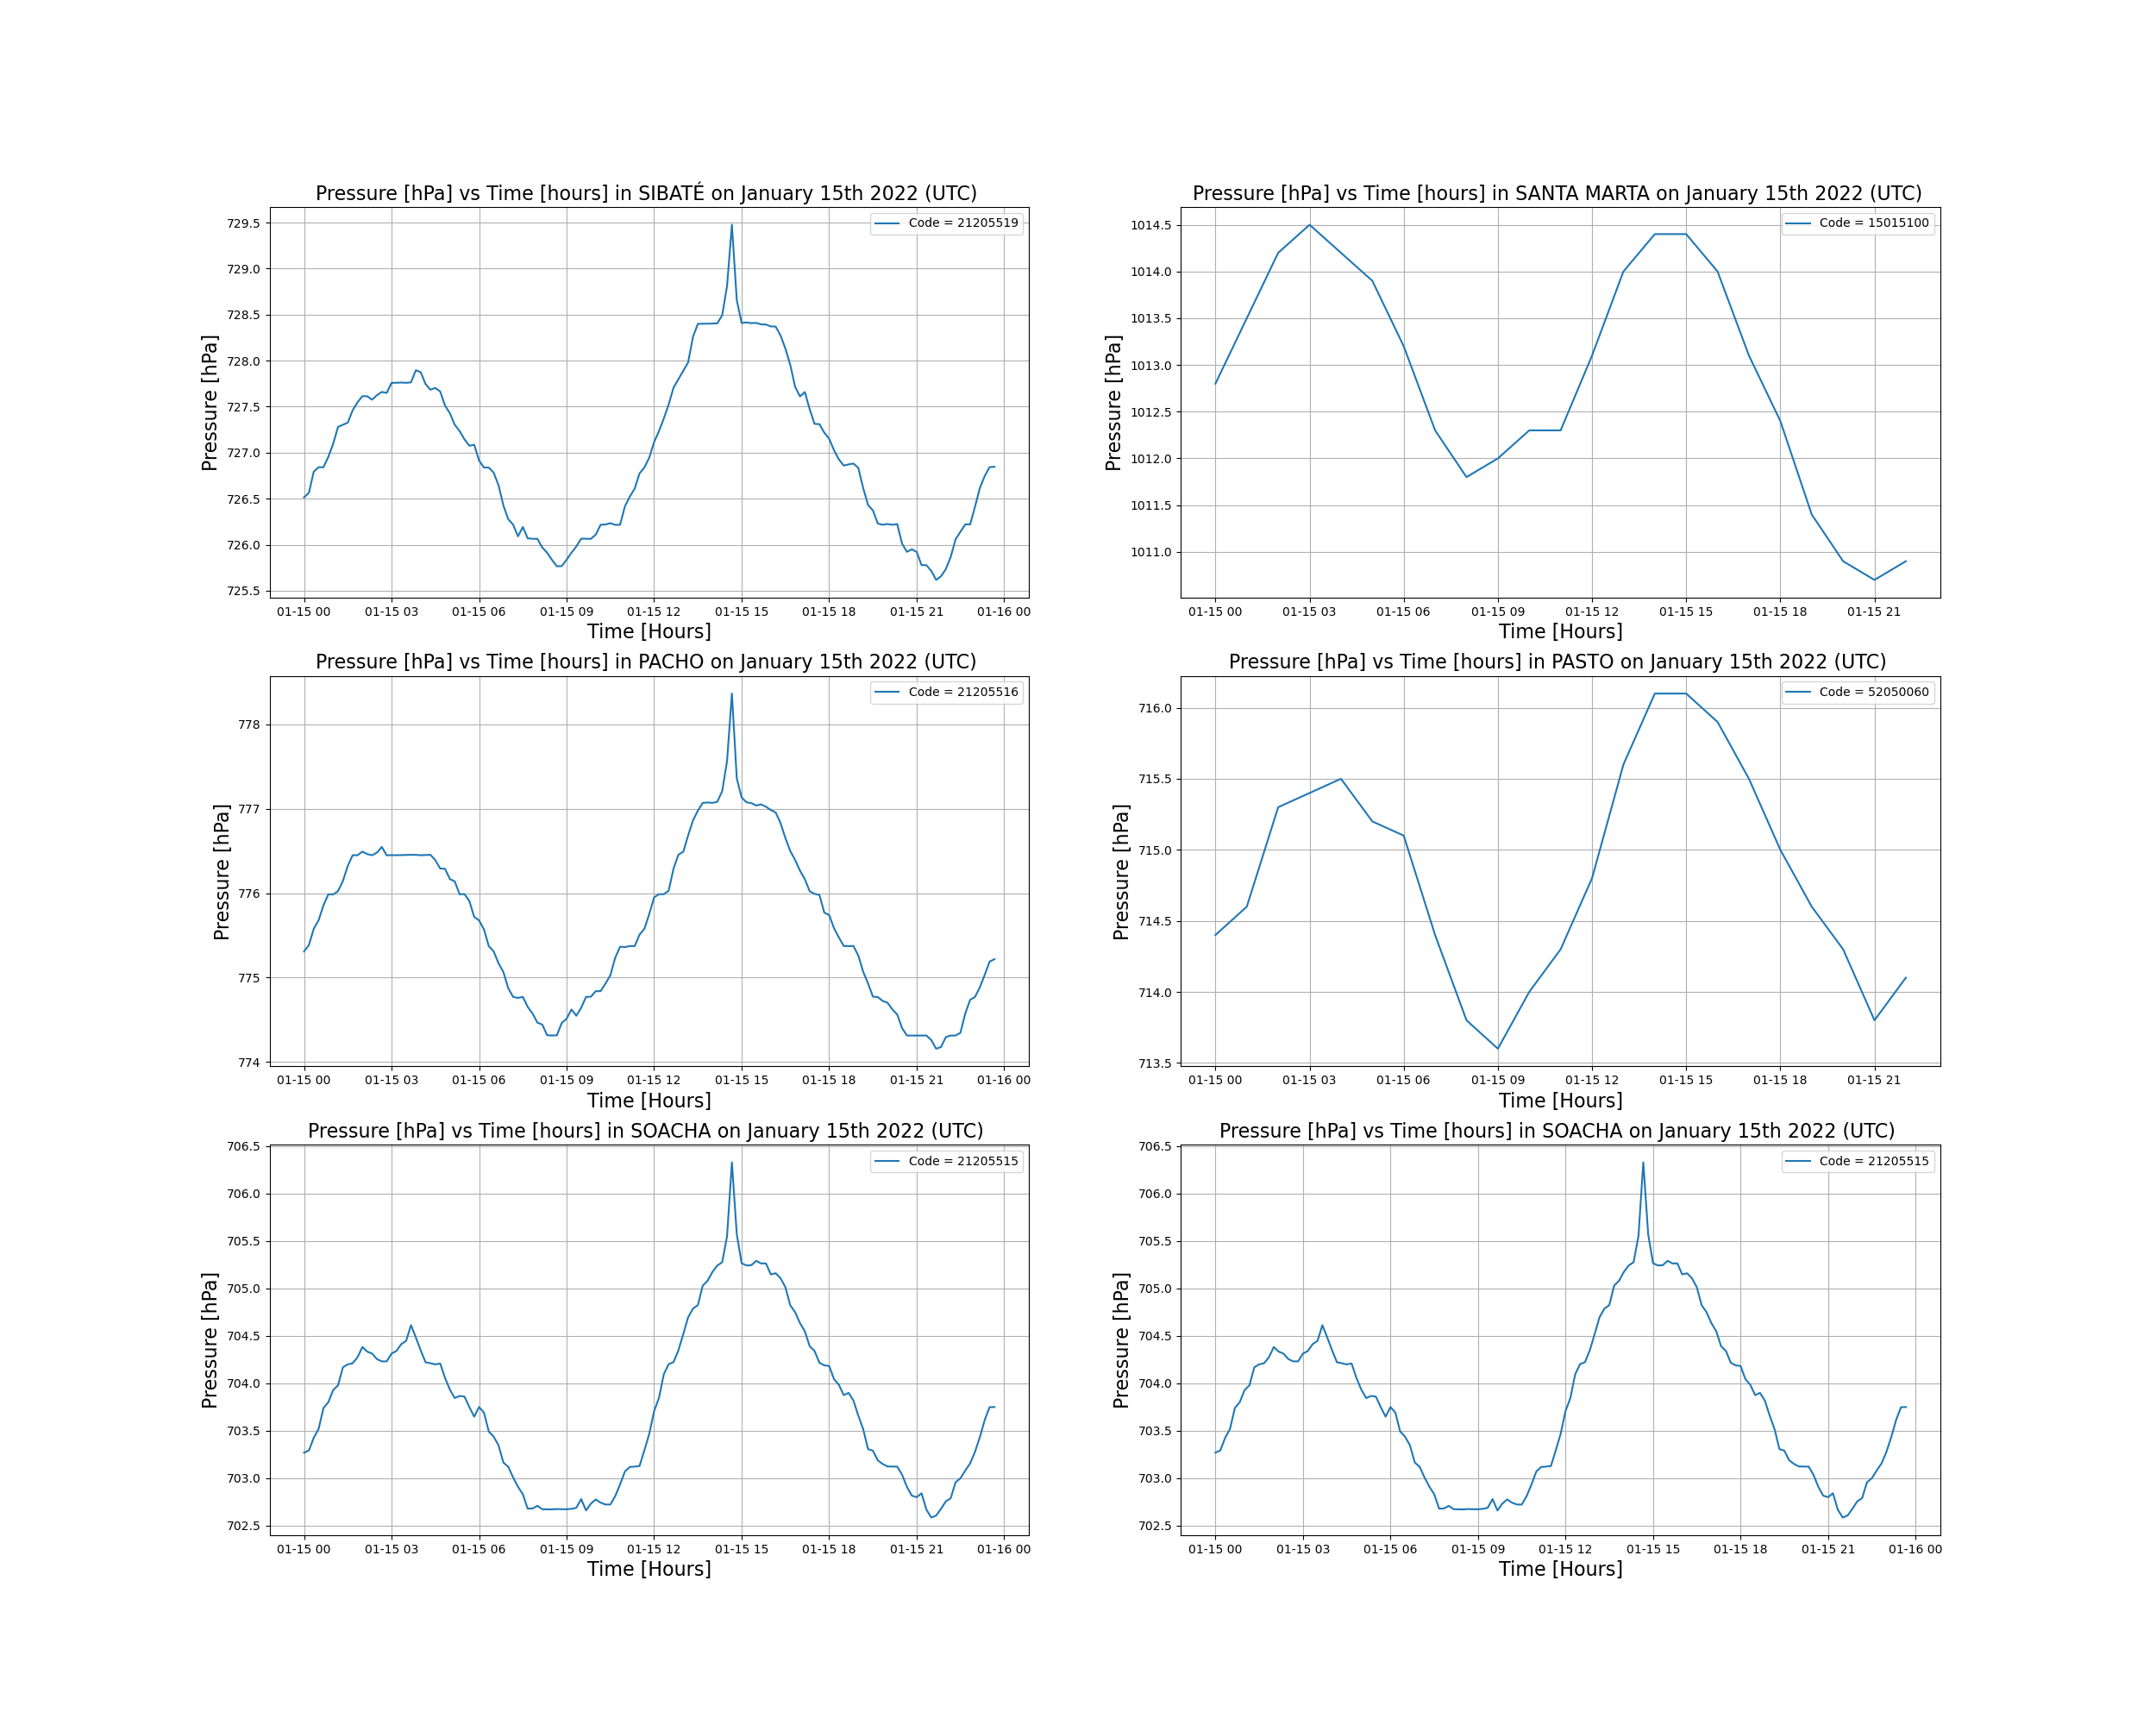 Pressure [hPa] vs Time [hours] in SIBATÉ on January 15th 2022 (UTC)
Code = 21205519
Pressure [hPa]
729.5
729.0
728.5
728.0
727.5
727.0
726.5
726.0
725.5
01-15 00 01-15 03 01-15 06 01-15 09 01-15 12 01-15 15 01-15 18 01-15 21 01-16 00
Time [Hours]
Pressure [hPa] vs Time [hours] in SANTA MARTA on January 15th 2022 (UTC)
Code = 15015100
Pressure [hPa]
1014.5
1014.0
1013.5
1013.0
1012.5
1012.0
1011.5
1011.0
01-15 00 01-15 03 01-15 06 01-15 09 01-15 12 01-15 15 01-15 18 01-15 21
Time [Hours]
Pressure [hPa] vs Time [hours] in PACHO on January 15th 2022 (UTC)
Code = 21205516
Pressure [hPa]
778
777
776
775
774
01-15 00 01-15 03 01-15 06 01-15 09 01-15 12 01-15 15 01-15 18 01-15 21 01-16 00
Time [Hours]
Pressure [hPa] vs Time [hours] in PASTO on January 15th 2022 (UTC)
Code = 52050060
Pressure [hPa]
716.0
715.5
715.0
714.5
714.0
713.5
01-15 00 01-15 03 01-15 06 01-15 09 01-15 12 01-15 15 01-15 18 01-15 21
Time [Hours]
Pressure [hPa] vs Time [hours] in SOACHA on January 15th 2022 (UTC)
Code = 21205515
Pressure [hPa]
706.5
706.0
705.5
705.0
704.5
704.0
703.5
703.0
702.5
01-15 00 01-15 03 01-15 06 01-15 09 01-15 12 01-15 15 01-15 18 01-15 21 01-16 00
Time [Hours]
Pressure [hPa] vs Time [hours] in SOACHA on January 15th 2022 (UTC)
Code = 21205515
Pressure [hPa]
706.5
706.0
705.5
705.0
704.5
704.0
703.5
703.0
702.5
01-15 00 01-15 03 01-15 06 01-15 09 01-15 12 01-15 15 01-15 18 01-15 21 01-16 00
Time [Hours]